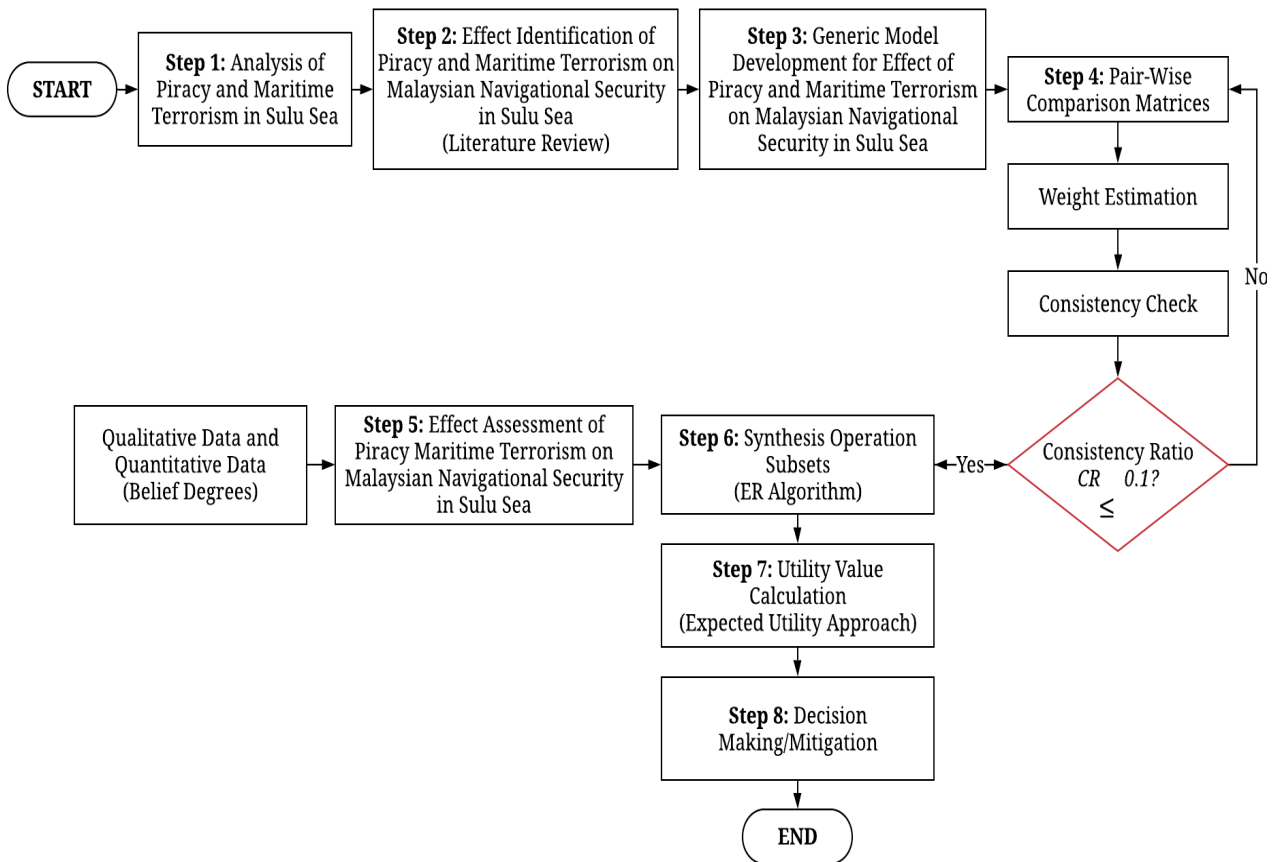 START
Step 1: Analysis of
Piracy and Maritime
Terrorism in Sulu Sea
Step 2: Effect Identification of
Piracy and Maritime Terrorism on
Malaysian Navigational Security
in Sulu Sea
(Literature Review)
Step 3: Generic Model
Development for Effect of
Piracy and Maritime Terrorism
on Malaysian Navigational
Security in Sulu Sea
Step 4: Pair-Wise
Comparison Matrices
Weight Estimation
Consistency Check
No
Consistency Ratio
CR 0.1?
≤
Yes
Qualitative Data and
Quantitative Data
(Belief Degrees)
Step 5: Effect Assessment of
Piracy Maritime Terrorism on
Malaysian Navigational Security
in Sulu Sea
Step 6: Synthesis Operation
Subsets
(ER Algorithm)
Step 7: Utility Value
Calculation
(Expected Utility Approach)
Step 8: Decision
Making/Mitigation
END